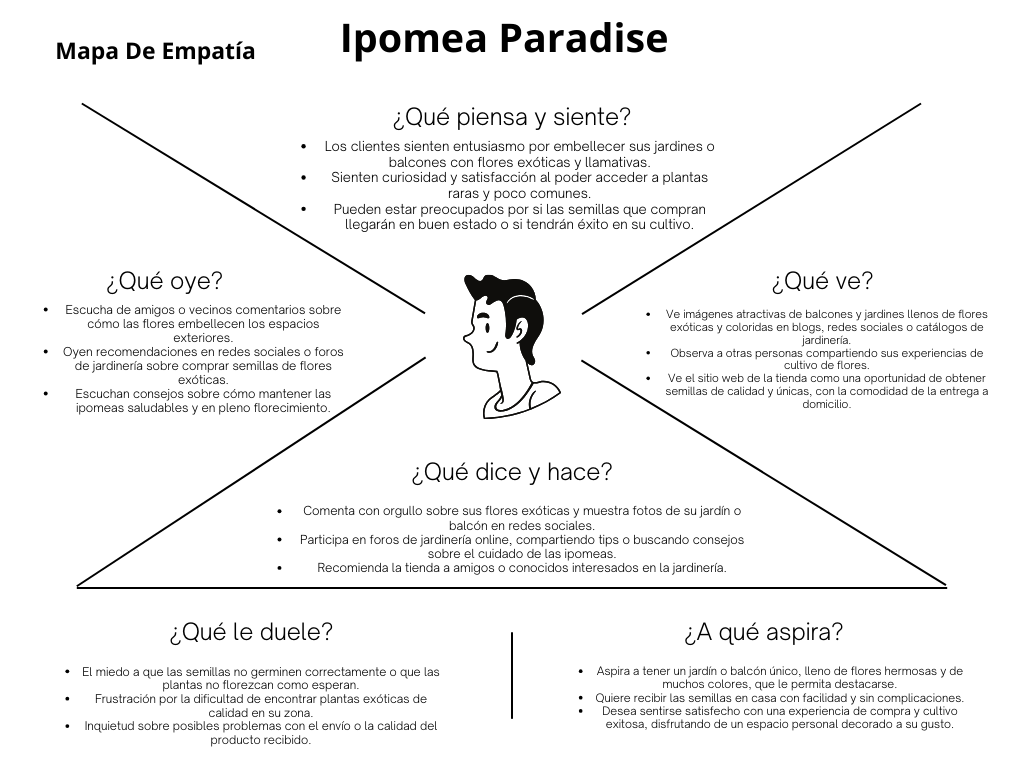 Mapa De Empatía
Ipomea Paradise
¿Qué piensa y siente?
• Los clientes sienten entusiasmo por embellecer sus jardines o
balcones con flores exóticas y llamativas.
• Sienten curiosidad y satisfacción al poder acceder a plantas
raras y poco comunes.
• Pueden estar preocupados por si las semillas que compran
llegarán en buen estado o si tendrán éxito en su cultivo.
¿Qué oye?
• Escucha de amigos o vecinos comentarios sobre
cómo las flores embellecen los espacios
exteriores.
• Oyen recomendaciones en redes sociales o foros
de jardinería sobre comprar semillas de flores
exóticas.
• Escuchan consejos sobre cómo mantener las
ipomeas saludables y en pleno florecimiento.
¿Qué ve?
• Ve imágenes atractivas de balcones y jardines llenos de flores
exóticas y coloridas en blogs, redes sociales o catálogos de
jardinería.
• Observa a otras personas compartiendo sus experiencias de
cultivo de flores.
• Ve el sitio web de la tienda como una oportunidad de obtener
semillas de calidad y únicas, con la comodidad de la entrega a
domicilio.
¿Qué dice y hace?
• Comenta con orgullo sobre sus flores exóticas y muestra fotos de su jardín o
balcón en redes sociales.
• Participa en foros de jardinería online, compartiendo tips o buscando consejos
sobre el cuidado de las ipomeas.
• Recomienda la tienda a amigos o conocidos interesados en la jardinería.
¿Qué le duele?
• El miedo a que las semillas no germinen correctamente o que las
plantas no florezcan como esperan.
• Frustración por la dificultad de encontrar plantas exóticas de
calidad en su zona.
• Inquietud sobre posibles problemas con el envío o la calidad del
producto recibido.
¿A qué aspira?
• Aspira a tener un jardín o balcón único, lleno de flores hermosas y de
muchos colores, que le permita destacarse.
• Quiere recibir las semillas en casa con facilidad y sin complicaciones.
• Desea sentirse satisfecho con una experiencia de compra y cultivo
exitosa, disfrutando de un espacio personal decorado a su gusto.